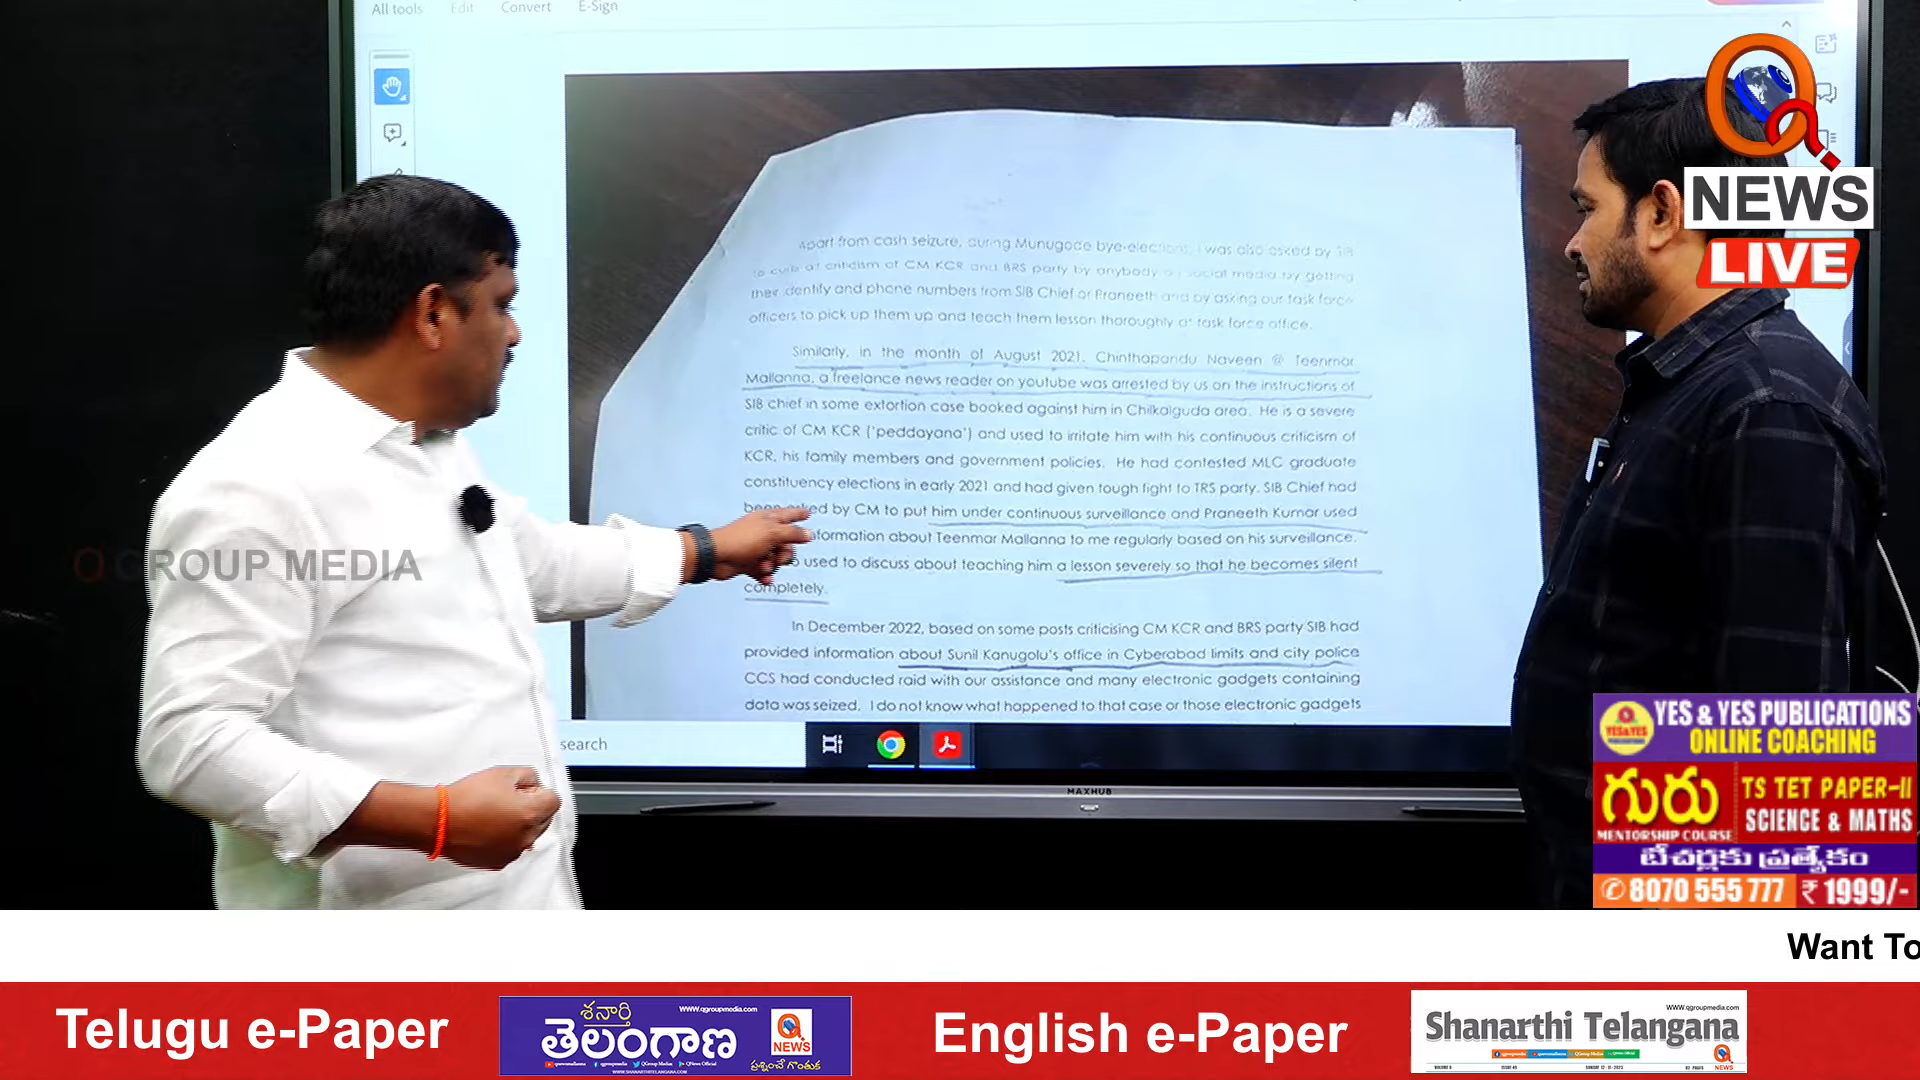 All tools Edit Convert E-Sign
Apart from cash seizure, during Munugode bye-elections, I was also asked by SIB
criticism of CM KCR and BRS party by anybody on social media by getting
their identify and phone numbers from SIB Chief or Praneeth and by asking our task force
officers to pick up them up and teach them lesson thoroughly at task force office.
Similarly, in the month of August 2021, Chinthapandu Naveen @ Teenmar
Mallanna, a freelance news reader on youtube was arrested by us on the instructions of
SIB chief in some extortion case booked against him in Chilkalguda area. He is a severe
critic of CM KCR ('peddayana') and used to irritate him with his continuous criticism of
KCR, his family members and government policies. He had contested MLC graduate
constituency elections in early 2021 and had given tough fight to TRS party. SIB Chief had
been asked by CM to put him under continuous surveillance and Praneeth Kumar used
information about Teenmar Mallanna to me regularly based on his surveillance.
used to discuss about teaching him a lesson severely so that he becomes silent
completely.
In December 2022, based on some posts criticising CM KCR and BRS party SIB had
provided information about Sunil Kanugolu's office in Cyberabad limits and city police
CCS had conducted raid with our assistance and many electronic gadgets containing
data was seized. I do not know what happened to that case or those electronic gadgets
search
MAXHUB
Q GROUP MEDIA
NEWS
LIVE
YES & YES PUBLICATIONS
ONLINE COACHING
గురు
MENTORSHIP COURSE
TS TET PAPER-II
SCIENCE & MATHS
టీచర్లకు ప్రత్యేకం
8070 555 777 ₹ 1999/-
Want To
Telugu e-Paper
శనార్తి
www.qgroupmedia.com
తెలంగాణ
NEWS
ప్రశ్నించే గొంతుక
WWW.SHANARTHITELANGANA.COM
English e-Paper
www.qgroupmedia.com
Shanarthi Telangana
NEWS